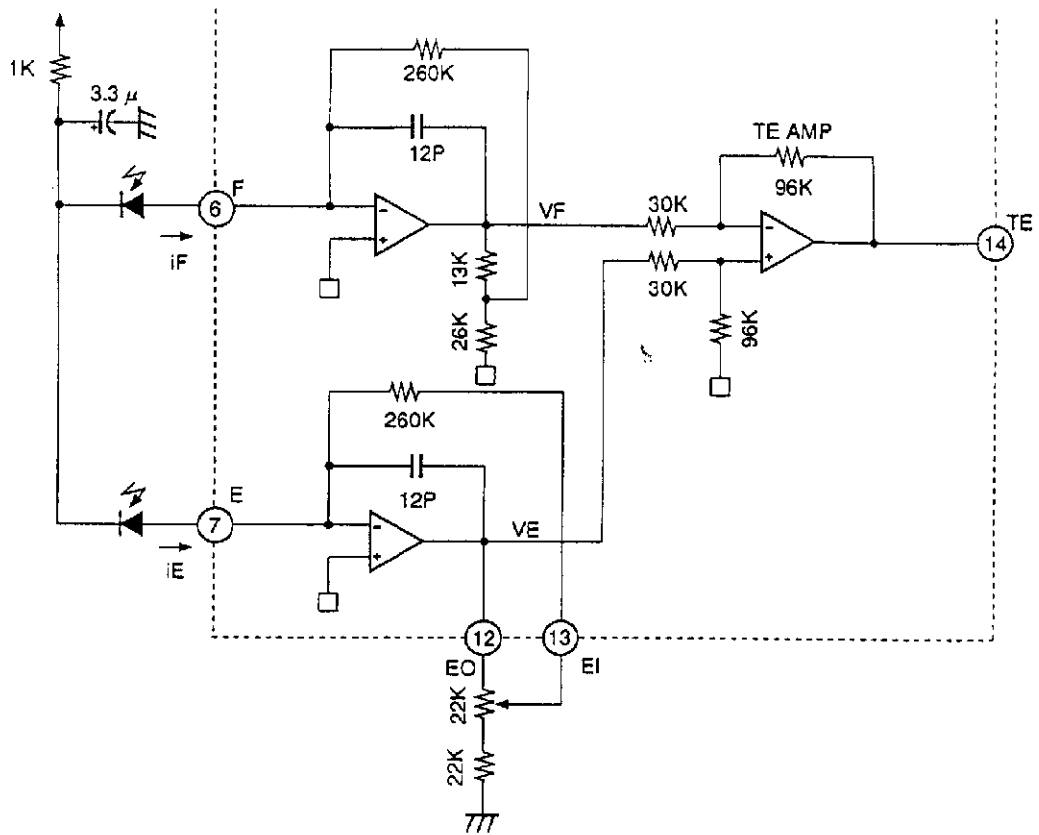 1K
3.3 µ
260K
12P
TE AMP
96K
6
F
iF
VF
30K
30K
96K
14
TE
13K
26K
260K
12P
7
E
iE
VE
12
13
EO
EI
22K
22K